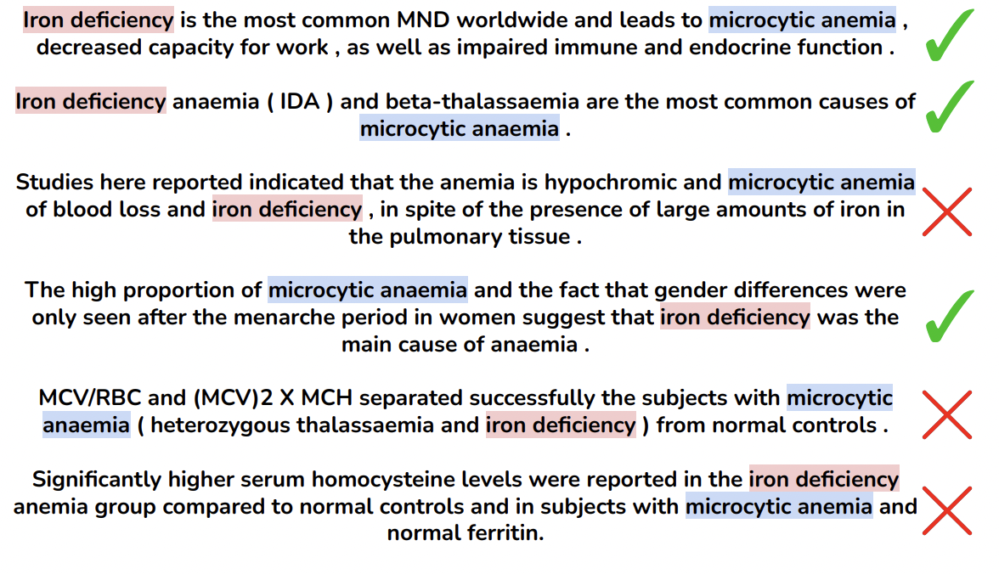 Iron deficiency is the most common MND worldwide and leads to microcytic anemia ,
decreased capacity for work , as well as impaired immune and endocrine function .
Iron deficiency anaemia ( IDA ) and beta-thalassaemia are the most common causes of
microcytic anaemia .
Studies here reported indicated that the anemia is hypochromic and microcytic anemia
of blood loss and iron deficiency , in spite of the presence of large amounts of iron in
the pulmonary tissue .
The high proportion of microcytic anaemia and the fact that gender differences were
only seen after the menarche period in women suggest that iron deficiency was the
main cause of anaemia .
MCV/RBC and (MCV)2 X MCH separated successfully the subjects with microcytic
anaemia ( heterozygous thalassaemia and iron deficiency ) from normal controls .
Significantly higher serum homocysteine levels were reported in the iron deficiency
anemia group compared to normal controls and in subjects with microcytic anemia and
normal ferritin.